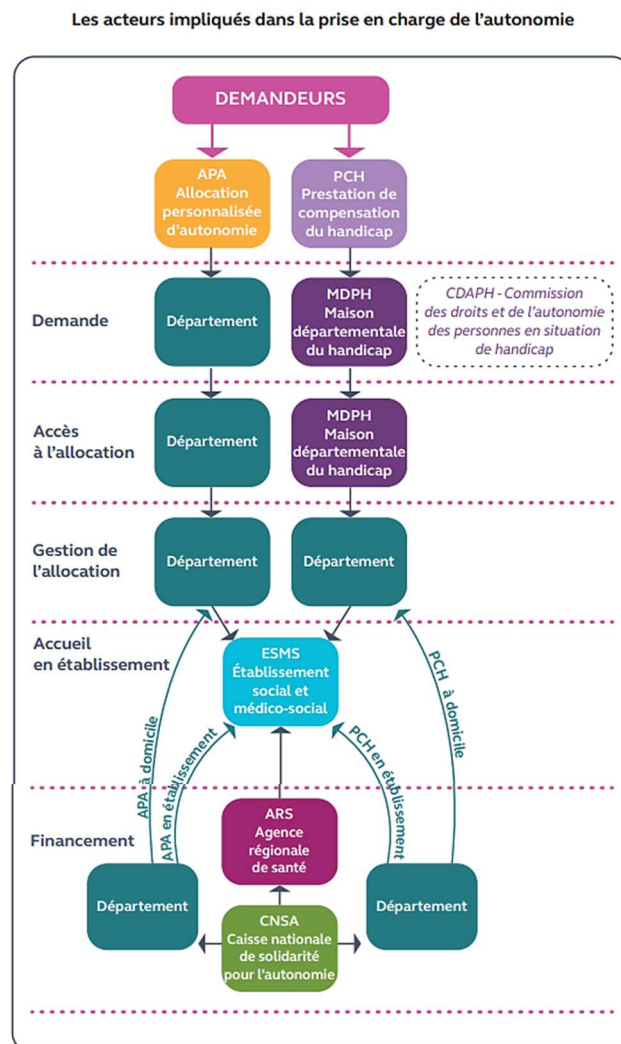 Les acteurs impliqués dans la prise en charge de l’autonomie
DEMANDEURS
APA
Allocation
personnalisée
d’autonomie
PCH
Prestation de
compensation
du handicap
Demande
Département
MDPH
Maison
départementale
du handicap
CDAPH - Commission
des droits et de l’autonomie
des personnes en situation
de handicap
Accès
à l’allocation
Département
MDPH
Maison
départementale
du handicap
Gestion de
l’allocation
Département
Département
Accueil
en établissement
ESMS
Établissement
social et
médico-social
APA à domicile
APA en établissement
PCH en établissement
PCH à domicile
Financement
ARS
Agence
régionale
de santé
Département
Département
CNSA
Caisse nationale
de solidarité
pour l’autonomie